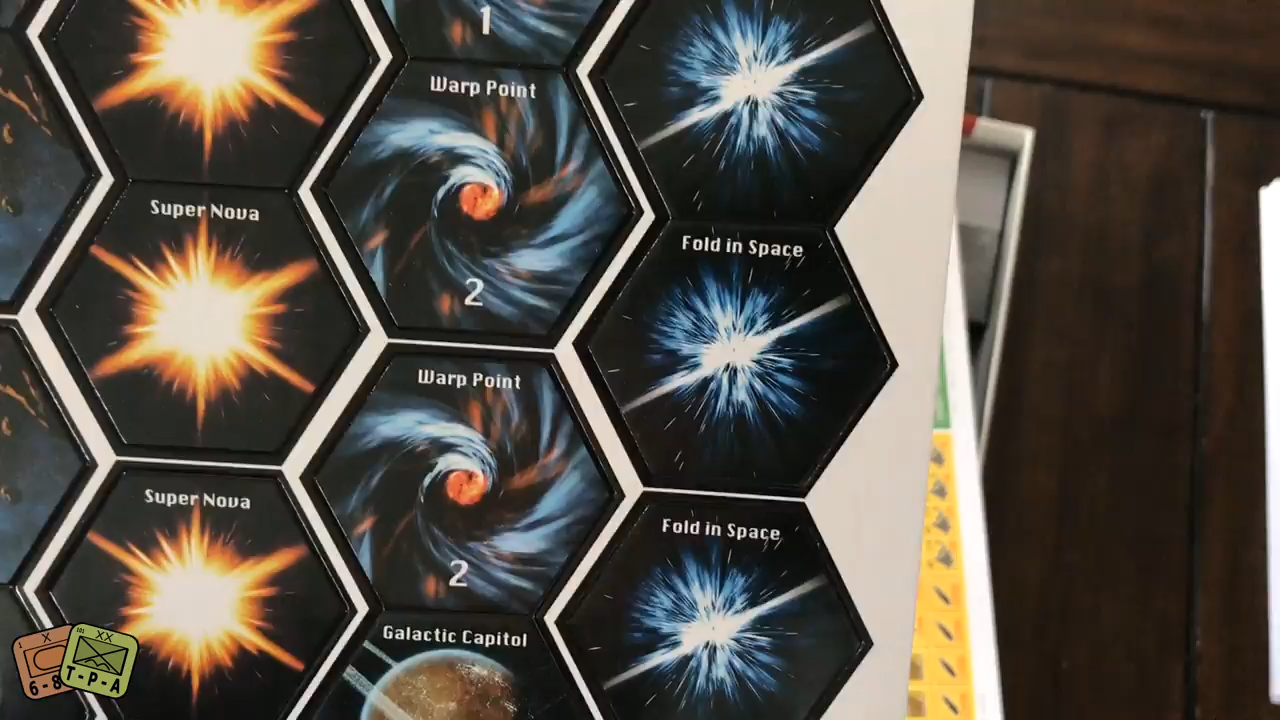 1
Warp Point
2
Super Nova
Fold in Space
Warp Point
2
Super Nova
Fold in Space
Galactic Capitol
X
6-8
XX
T-P-A